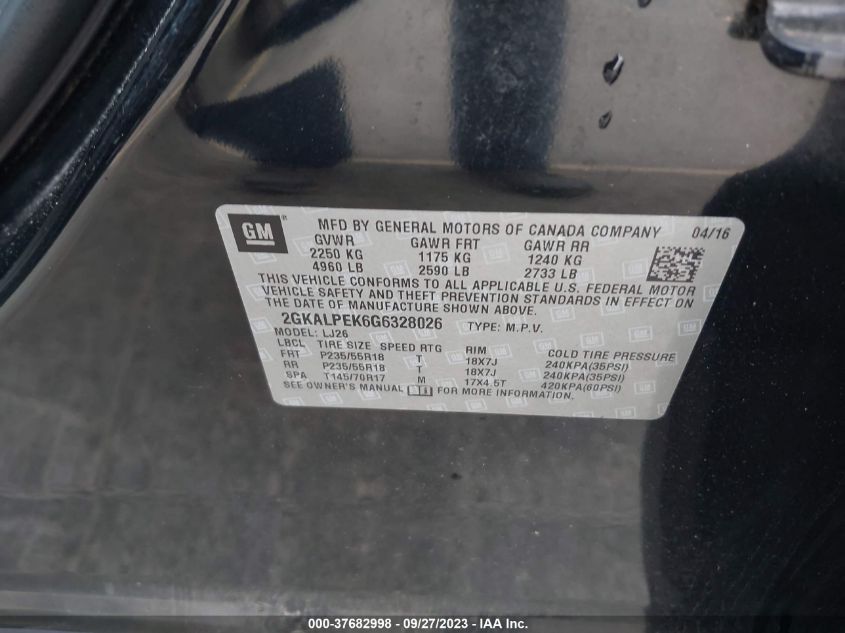 GM ® MFD BY GENERAL MOTORS OF CANADA COMPANY 04/16
GVWR GAWR FRT GAWR RR
2250 KG 1175 KG 1240 KG
4960 LB 2590 LB 2733 LB
THIS VEHICLE CONFORMS TO ALL APPLICABLE U.S. FEDERAL MOTOR
VEHICLE SAFETY AND THEFT PREVENTION STANDARDS IN EFFECT ON
THE DATE OF MANUFACTURE SHOWN ABOVE.
2GKALPEK6G6328026 TYPE: M.P.V.
MODEL: LJ26
LBCL TIRE SIZE SPEED RTG RIM COLD TIRE PRESSURE
FRT P235/55R18 T 18X7J 240KPA(35PSI)
RR P235/55R18 T 18X7J 240KPA(35PSI)
SPA T145/70R17 M 17X4.5T 420KPA(60PSI)
SEE OWNER'S MANUAL FOR MORE INFORMATION.
000-37682998 - 09/27/2023 - IAA Inc.